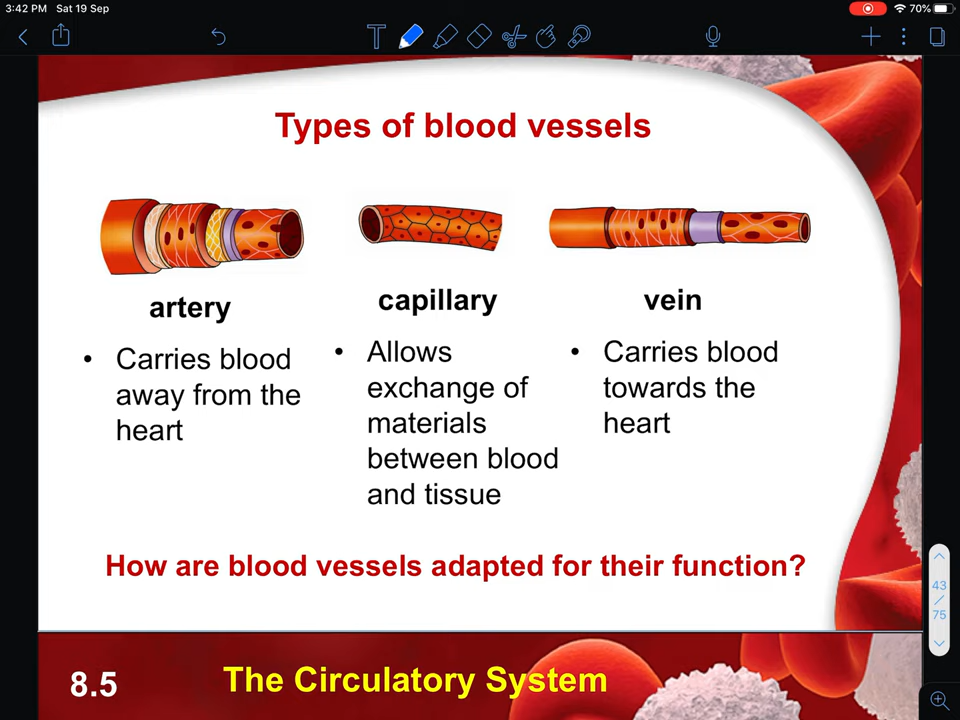 3:42 PM Sat 19 Sep
70%
Types of blood vessels
artery
• Carries blood
away from the
heart
capillary
• Allows
exchange of
materials
between blood
and tissue
vein
• Carries blood
towards the
heart
How are blood vessels adapted for their function?
43
/
75
8.5
The Circulatory System